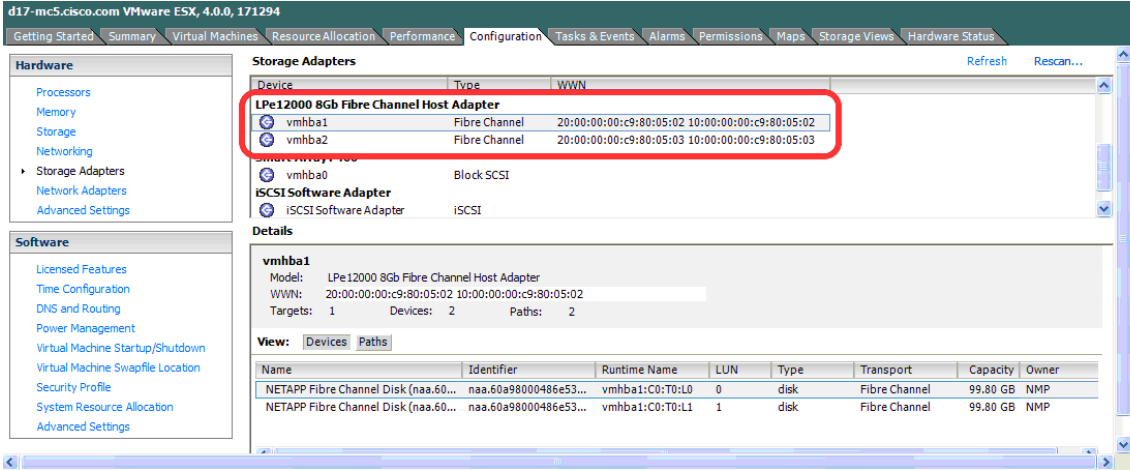 d17-mc5.cisco.com VMware ESX, 4.0.0, 171294
Getting Started Summary Virtual Machines Resource Allocation Performance Configuration Tasks & Events Alarms Permissions Maps Storage Views Hardware Status
Hardware
Processors
Memory
Storage
Networking
Storage Adapters
Network Adapters
Advanced Settings
Software
Licensed Features
Time Configuration
DNS and Routing
Power Management
Virtual Machine Startup/Shutdown
Virtual Machine Swapfile Location
Security Profile
System Resource Allocation
Advanced Settings
Storage Adapters Refresh Rescan...
Device Type WWN
LPe12000 8Gb Fibre Channel Host Adapter
vmhba1 Fibre Channel 20:00:00:00:c9:80:05:02 10:00:00:00:c9:80:05:02
vmhba2 Fibre Channel 20:00:00:00:c9:80:05:03 10:00:00:00:c9:80:05:03
Smart Array P400
vmhba0 Block SCSI
iSCSI Software Adapter
iSCSI Software Adapter iSCSI
Details
vmhba1
Model: LPe12000 8Gb Fibre Channel Host Adapter
WWN: 20:00:00:00:c9:80:05:02 10:00:00:00:c9:80:05:02
Targets: 1 Devices: 2 Paths: 2
View: Devices Paths
Name Identifier Runtime Name LUN Type Transport Capacity Owner
NETAPP Fibre Channel Disk (naa.60... naa.60a98000486e53... vmhba1:C0:T0:L0 0 disk Fibre Channel 99.80 GB NMP
NETAPP Fibre Channel Disk (naa.60... naa.60a98000486e53... vmhba1:C0:T0:L1 1 disk Fibre Channel 99.80 GB NMP